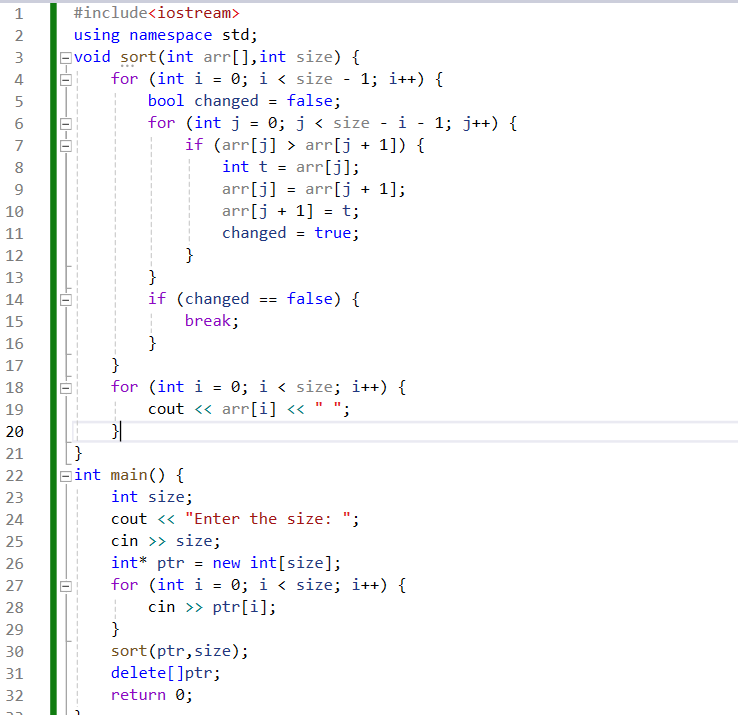 1 #include<iostream>
2 using namespace std;
3 void sort(int arr[],int size) {
4 for (int i = 0; i < size - 1; i++) {
5 bool changed = false;
6 for (int j = 0; j < size - i - 1; j++) {
7 if (arr[j] > arr[j + 1]) {
8 int t = arr[j];
9 arr[j] = arr[j + 1];
10 arr[j + 1] = t;
11 changed = true;
12 }
13 }
14 if (changed == false) {
15 break;
16 }
17 }
18 for (int i = 0; i < size; i++) {
19 cout << arr[i] << " ";
20 }
21 }
22 int main() {
23 int size;
24 cout << "Enter the size: ";
25 cin >> size;
26 int* ptr = new int[size];
27 for (int i = 0; i < size; i++) {
28 cin >> ptr[i];
29 }
30 sort(ptr,size);
31 delete[]ptr;
32 return 0;